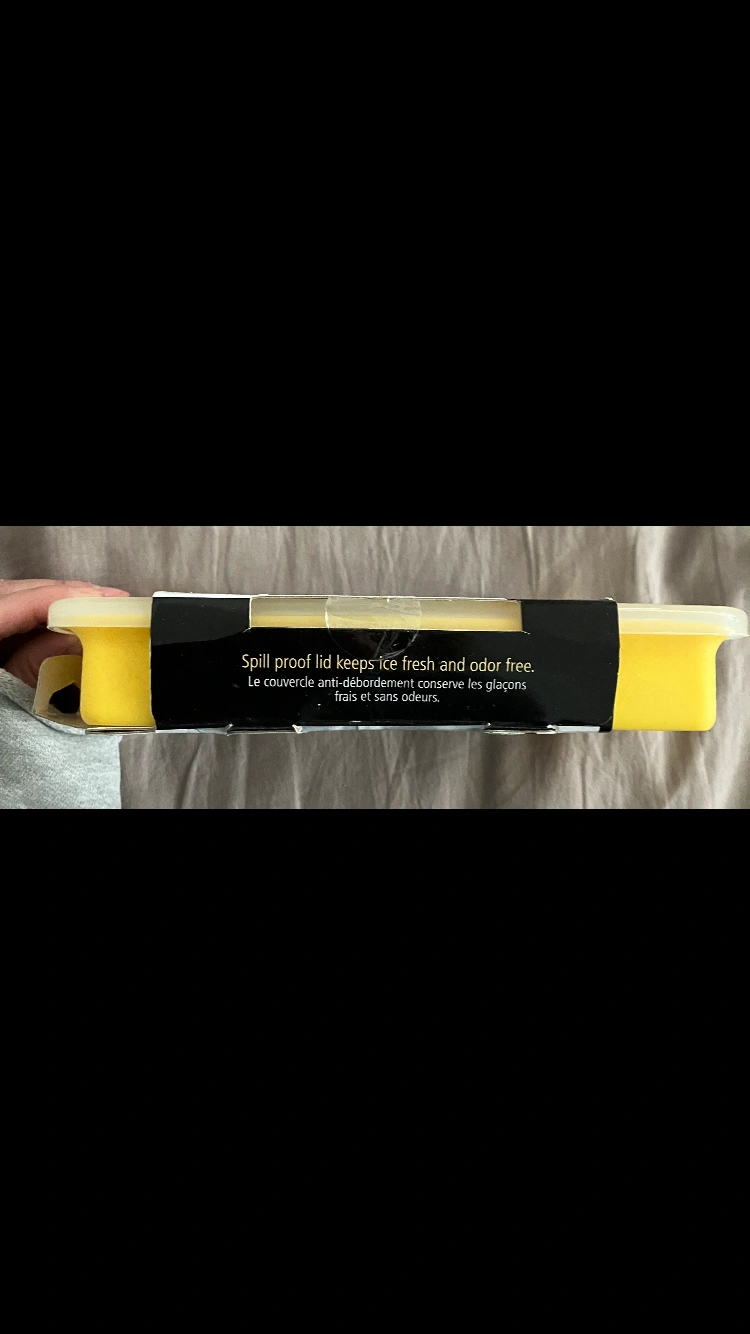 Spill proof lid keeps ice fresh and odor free.
Le couvercle anti-débordement conserve les glaçons
frais et sans odeurs.